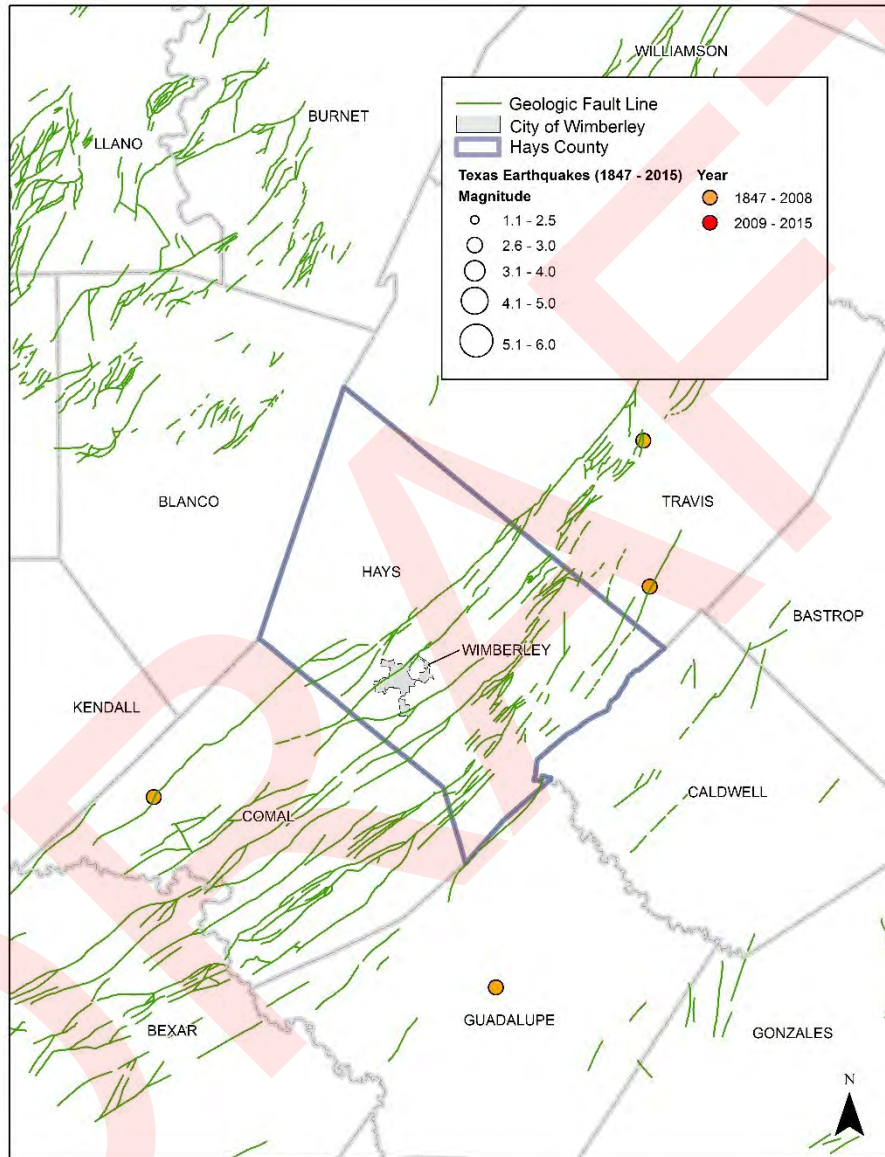 WILLIAMSON
BURNET
LLANO
Geologic Fault Line
City of Wimberley
Hays County
Texas Earthquakes (1847 - 2015) Year
Magnitude
1.1 - 2.5
2.6 - 3.0
3.1 - 4.0
4.1 - 5.0
5.1 - 6.0
1847 - 2008
2009 - 2015
BLANCO
TRAVIS
HAYS
BASTROP
WIMBERLEY
KENDALL
CALDWELL
COMAL
GUADALUPE
BEXAR
GONZALES
N
DRAFT